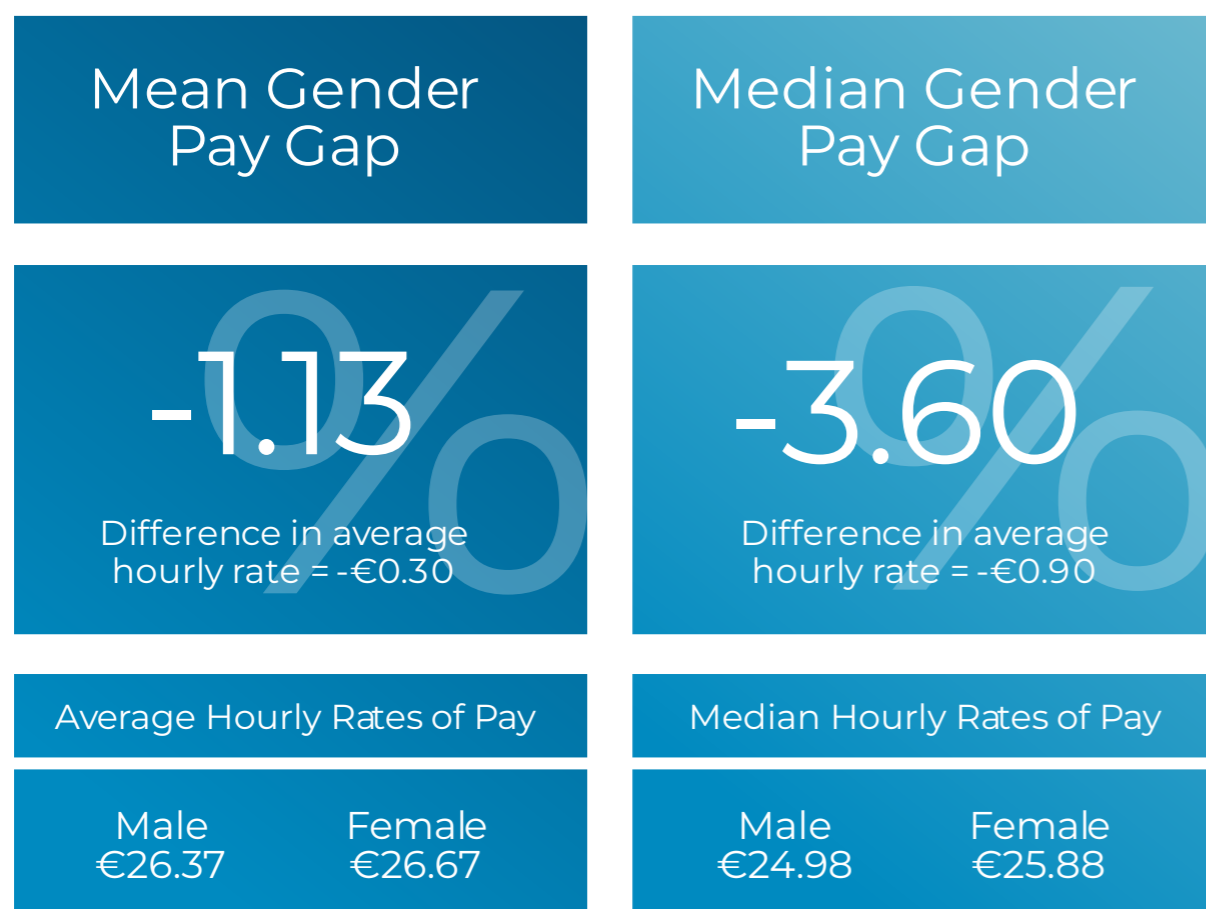 Mean Gender
Pay Gap
-1.13
%
Difference in average
hourly rate = -€0.30
Average Hourly Rates of Pay
Male
€26.37
Female
€26.67
Median Gender
Pay Gap
-3.60
%
Difference in average
hourly rate = -€0.90
Median Hourly Rates of Pay
Male
€24.98
Female
€25.88